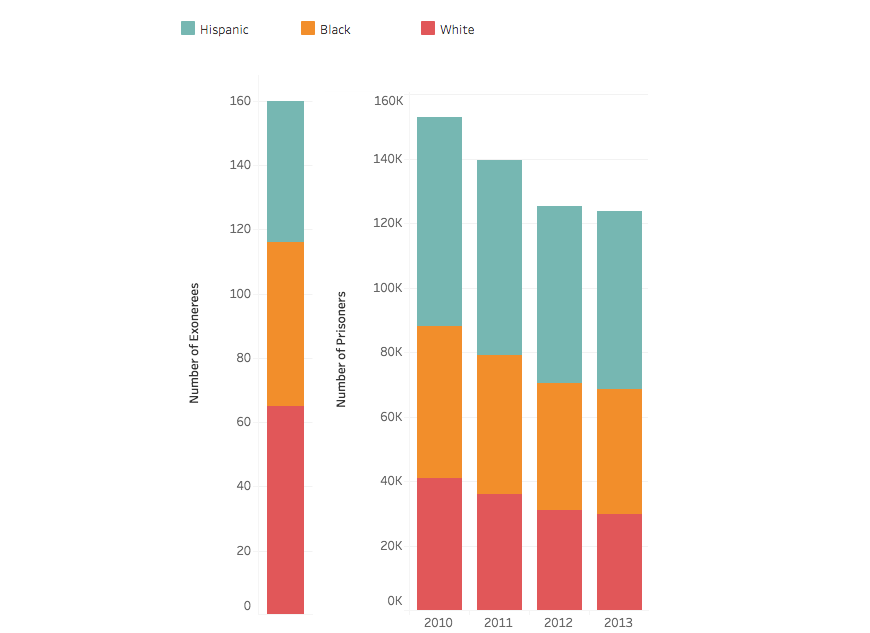 Hispanic Black White
Number of Exonerees
160
140
120
100
80
60
40
20
0
Number of Prisoners
160K
140K
120K
100K
80K
60K
40K
20K
0K
2010 2011 2012 2013